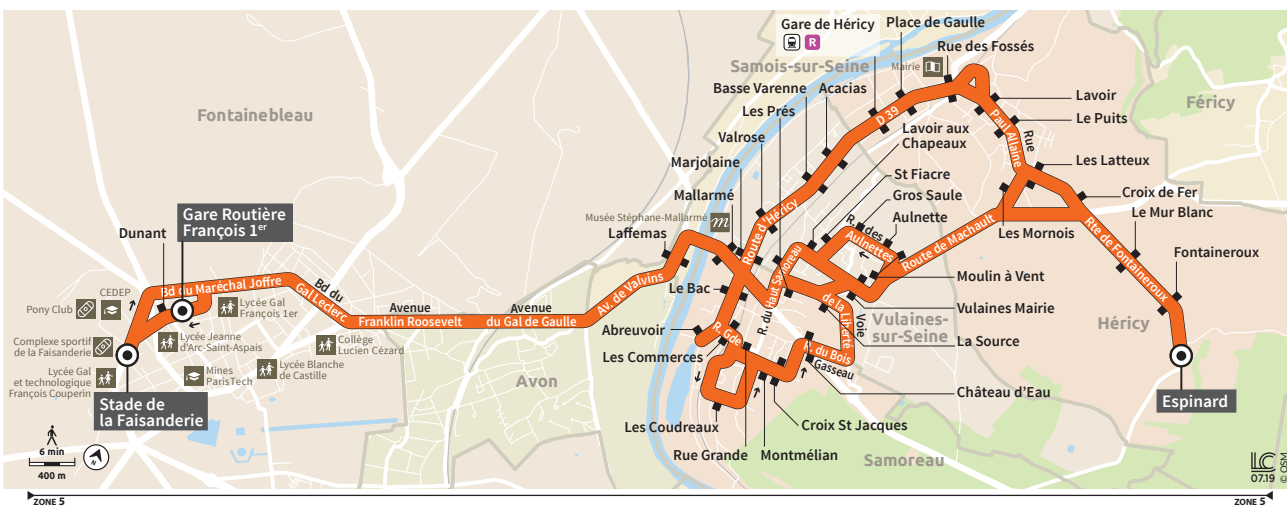 Gare de Héricy
R
Place de Gaulle
Rue des Fossés
Samois-sur-Seine
Mairie
Basse Varenne
Acacias
Lavoir
Féricy
Les Prés
D 39
Le Puits
Fontainebleau
Valrose
Lavoir aux
Chapeaux
Rue
Paul Allaine
Marjolaine
St Fiacre
Les Latteux
Mallarmé
Gros Saule
Croix de Fer
Gare Routière
François 1er
Musée Stéphane-Mallarmé
m
Aulnette
Le Mur Blanc
Dunant
Laffemas
Route d'Héricy
R. des
Aulnettes
Route de Machault
Les Mornois
Rte de Fontaineroux
Fontaineroux
CEDEP
Bd du Maréchal Joffre
Bd du
Gal Leclerc
Av. de Valvins
Le Bac
R. du Haut Samoreau
Moulin à Vent
Pony Club
Lycée Gal
François 1er
Avenue
Franklin Roosevelt
Avenue
du Gal de Gaulle
Voie
de la Liberté
Vulaines Mairie
Vulaines-
sur-Seine
Héricy
Complexe sportif
de la Faisanderie
Lycée Jeanne
d'Arc-Saint-Aspais
Collège
Lucien Cézard
Abreuvoir
R. Gde
La Source
Les Commerces
R. du Bois
Gasseau
Lycée Gal
et technologique
François Couperin
Mines
ParisTech
Lycée Blanche
de Castille
Avon
Château d'Eau
Espinard
Stade de
la Faisanderie
Les Coudreaux
Croix St Jacques
Rue Grande
Montmélian
Samoreau
6 min
400 m
N
LC
07.19
© OSM
ZONE 5
ZONE 5